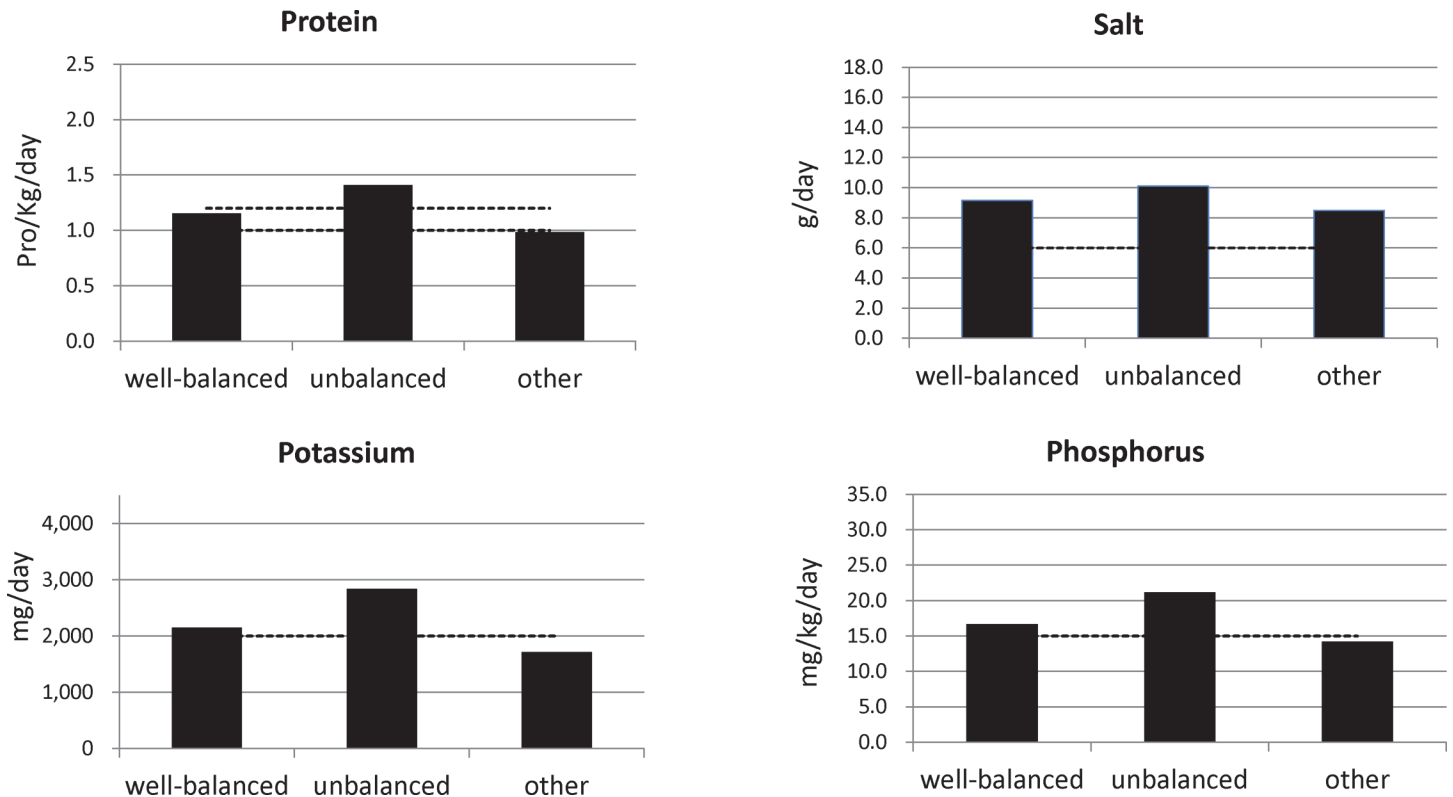 Protein
Pro/Kg/day
2.5
2.0
1.5
1.0
0.5
0.0
well-balanced unbalanced other
Salt
g/day
18.0
16.0
14.0
12.0
10.0
8.0
6.0
4.0
2.0
0.0
well-balanced unbalanced other
Potassium
mg/day
4,000
3,000
2,000
1,000
0
well-balanced unbalanced other
Phosphorus
mg/kg/day
35.0
30.0
25.0
20.0
15.0
10.0
5.0
0.0
well-balanced unbalanced other